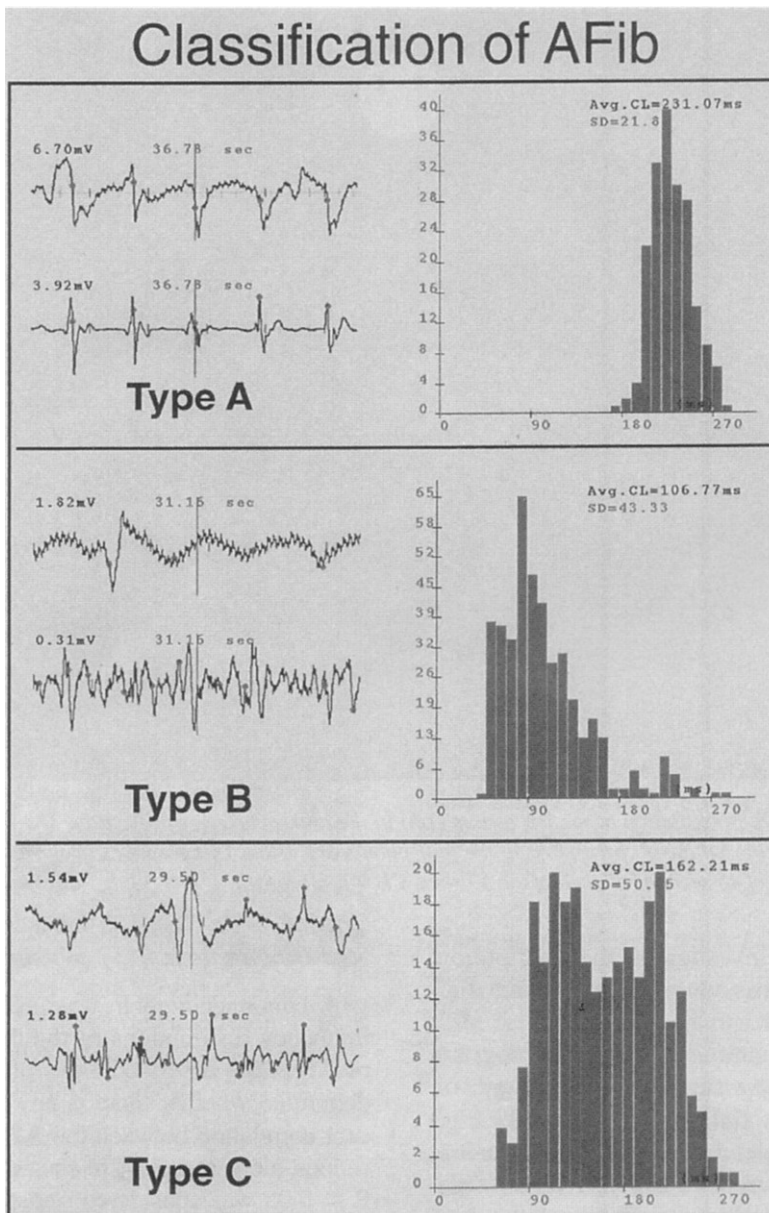 Classification of AFib
6.70mV 36.78 sec
3.92mV 36.78 sec
Type A
Avg.CL=231.07ms
SD=21.8
40
36
32
28
24
20
16
12
8
4
0
0 90 180 270
(ms)
1.82mV 31.15 sec
0.31mV 31.15 sec
Type B
Avg.CL=106.77ms
SD=43.33
65
58
52
45
39
32
26
19
13
6
0
(ms)
0 90 180 270
1.54mV 29.50 sec
1.28mV 29.50 sec
Type C
Avg.CL=162.21ms
20
18
16
14
12
10
8
6
4
2
0
(ms)
0 90 180 270